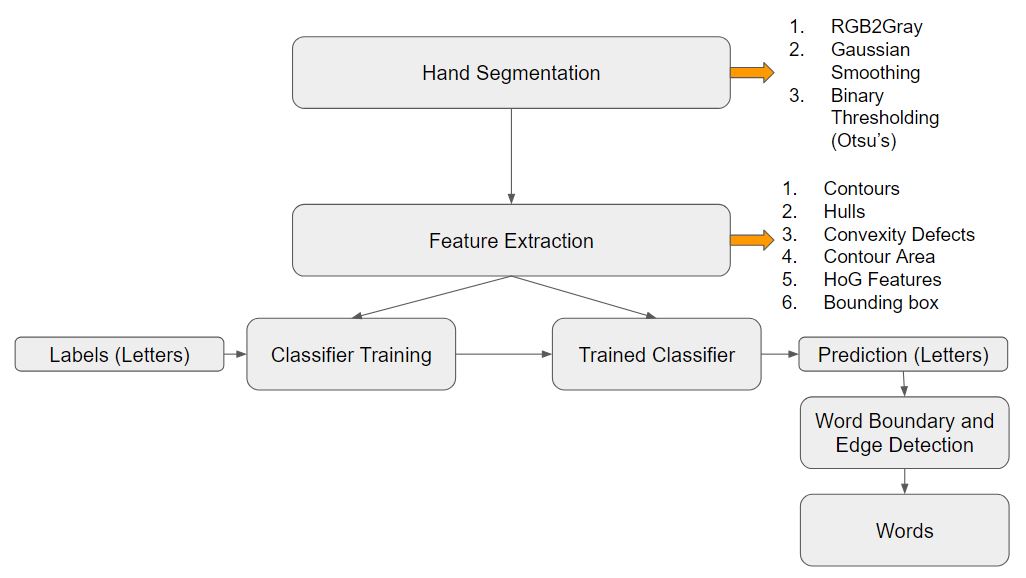 Hand Segmentation
1. RGB2Gray
2. Gaussian
Smoothing
3. Binary
Thresholding
(Otsu's)
Feature Extraction
1. Contours
2. Hulls
3. Convexity Defects
4. Contour Area
5. HoG Features
6. Bounding box
Labels (Letters)
Classifier Training
Trained Classifier
Prediction (Letters)
Word Boundary and
Edge Detection
Words